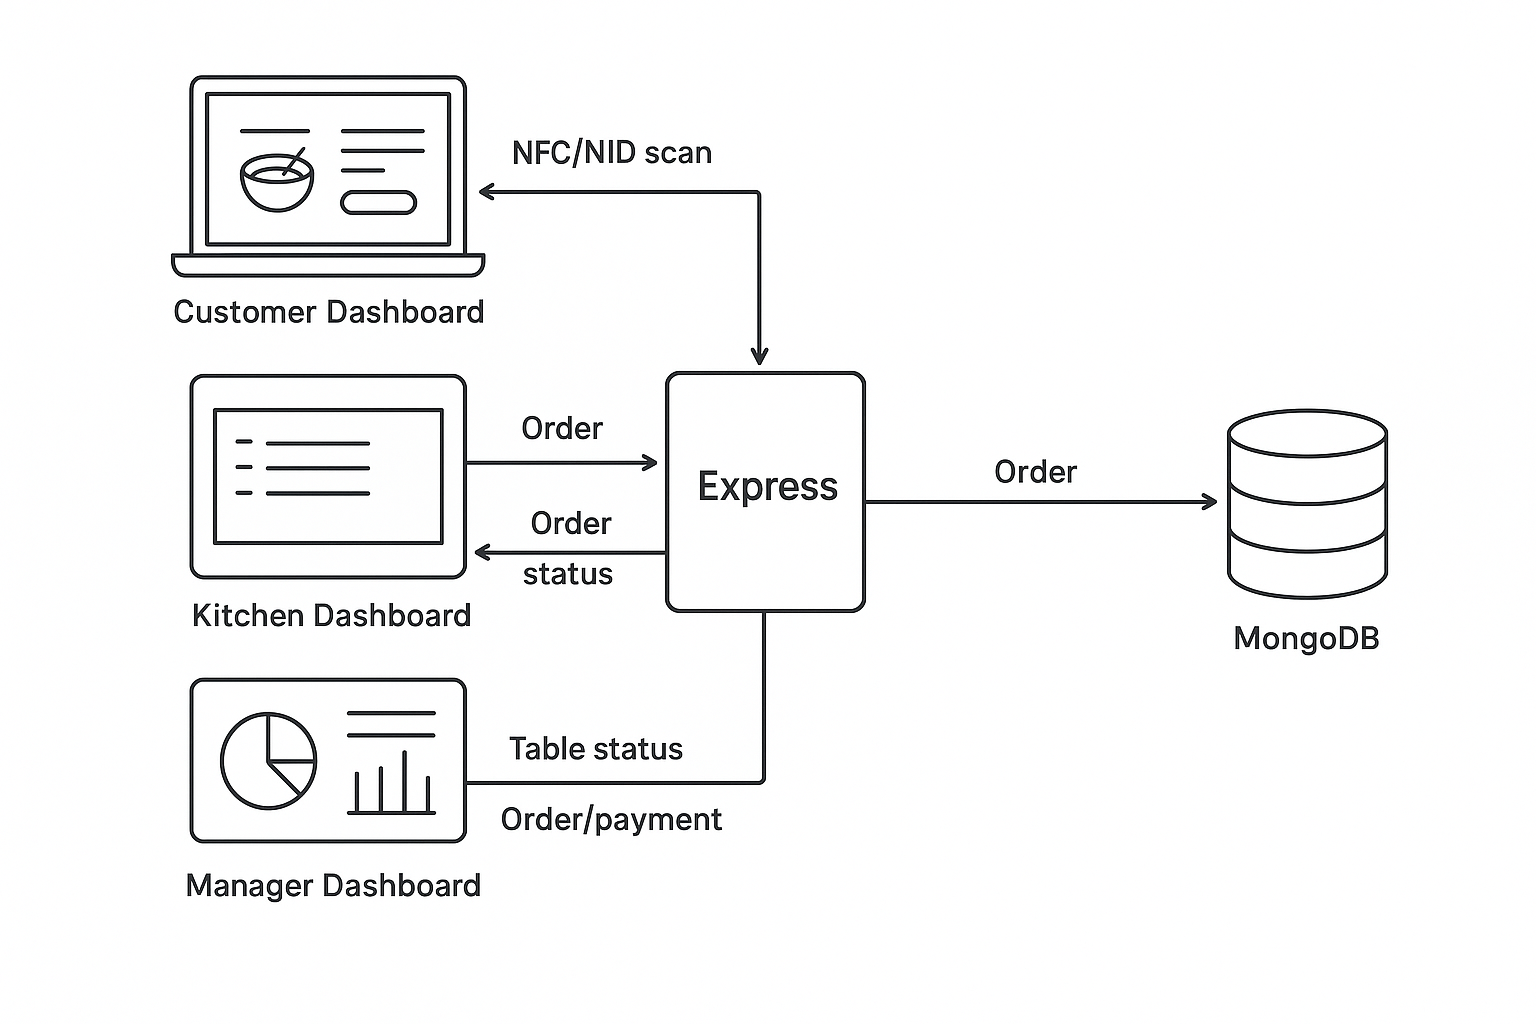 NFC/NID scan
Customer Dashboard
Order
Express
Order
Order
status
Kitchen Dashboard
MongoDB
Table status
Order/payment
Manager Dashboard